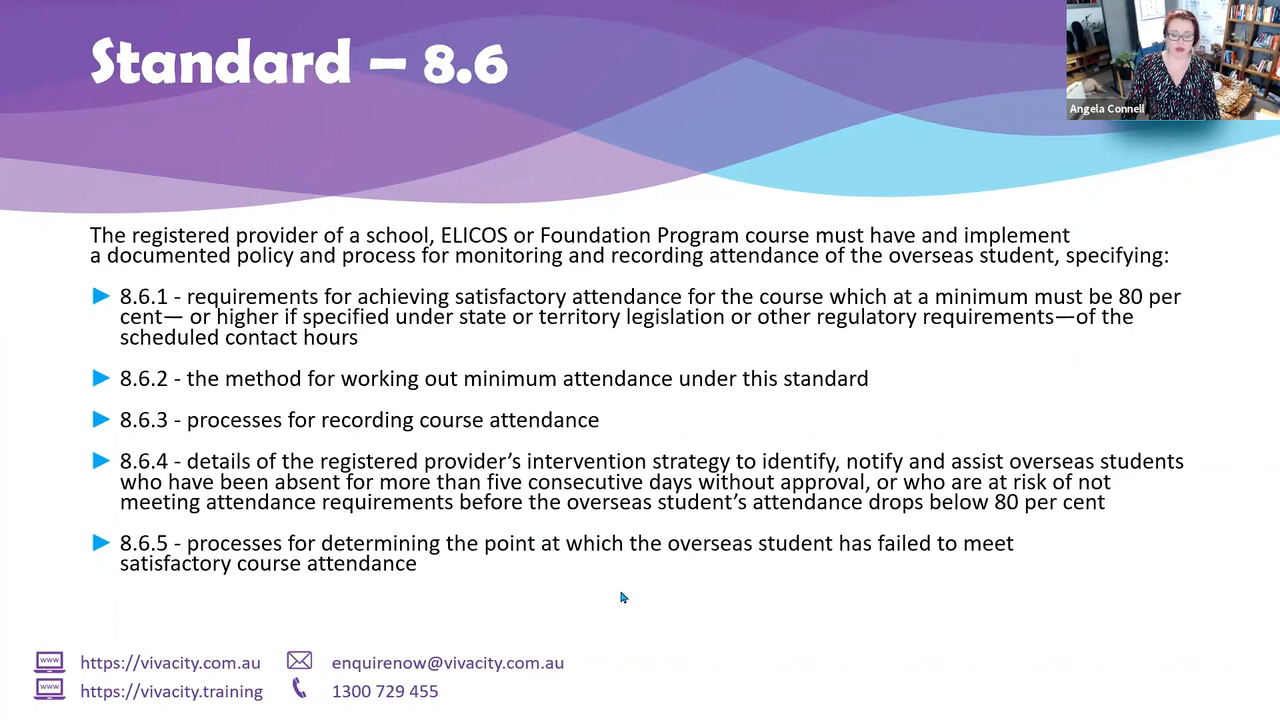 Standard – 8.6
Angela Connell
The registered provider of a school, ELICOS or Foundation Program course must have and implement
a documented policy and process for monitoring and recording attendance of the overseas student, specifying:
8.6.1 - requirements for achieving satisfactory attendance for the course which at a minimum must be 80 per
cent— or higher if specified under state or territory legislation or other regulatory requirements—of the
scheduled contact hours
8.6.2 - the method for working out minimum attendance under this standard
8.6.3 - processes for recording course attendance
8.6.4 - details of the registered provider’s intervention strategy to identify, notify and assist overseas students
who have been absent for more than five consecutive days without approval, or who are at risk of not
meeting attendance requirements before the overseas student’s attendance drops below 80 per cent
8.6.5 - processes for determining the point at which the overseas student has failed to meet
satisfactory course attendance
www https://vivacity.com.au enquirenow@vivacity.com.au
www https://vivacity.training 1300 729 455